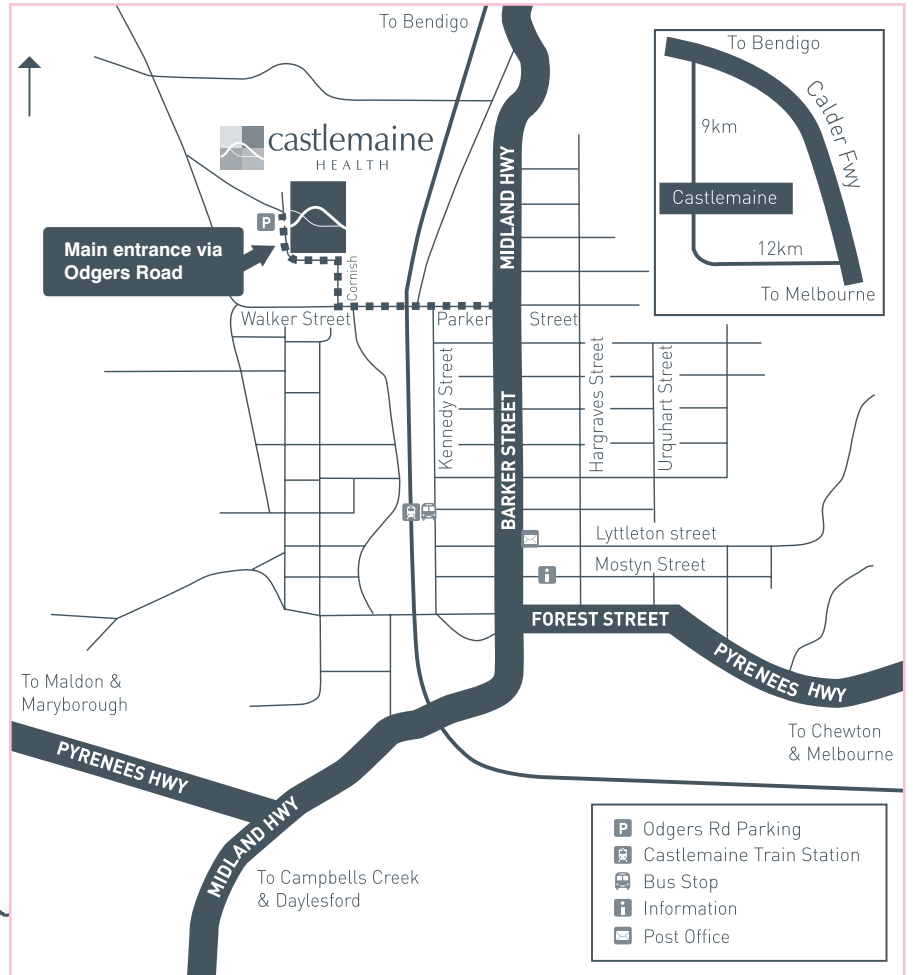 To Bendigo
To Bendigo
Calder Fwy
9km
Castlemaine
12km
To Melbourne
castlemaine
HEALTH
P
Main entrance via
Odgers Road
Cornish
MIDLAND HWY
Walker Street
Parker
Street
Kennedy Street
BARKER STREET
Hargraves Street
Urquhart Street
Lyttleton street
Mostyn Street
i
FOREST STREET
PYRENEES HWY
To Maldon &
Maryborough
To Chewton
& Melbourne
PYRENEES HWY
MIDLAND HWY
To Campbells Creek
& Daylesford
P Odgers Rd Parking
Castlemaine Train Station
Bus Stop
i Information
Post Office